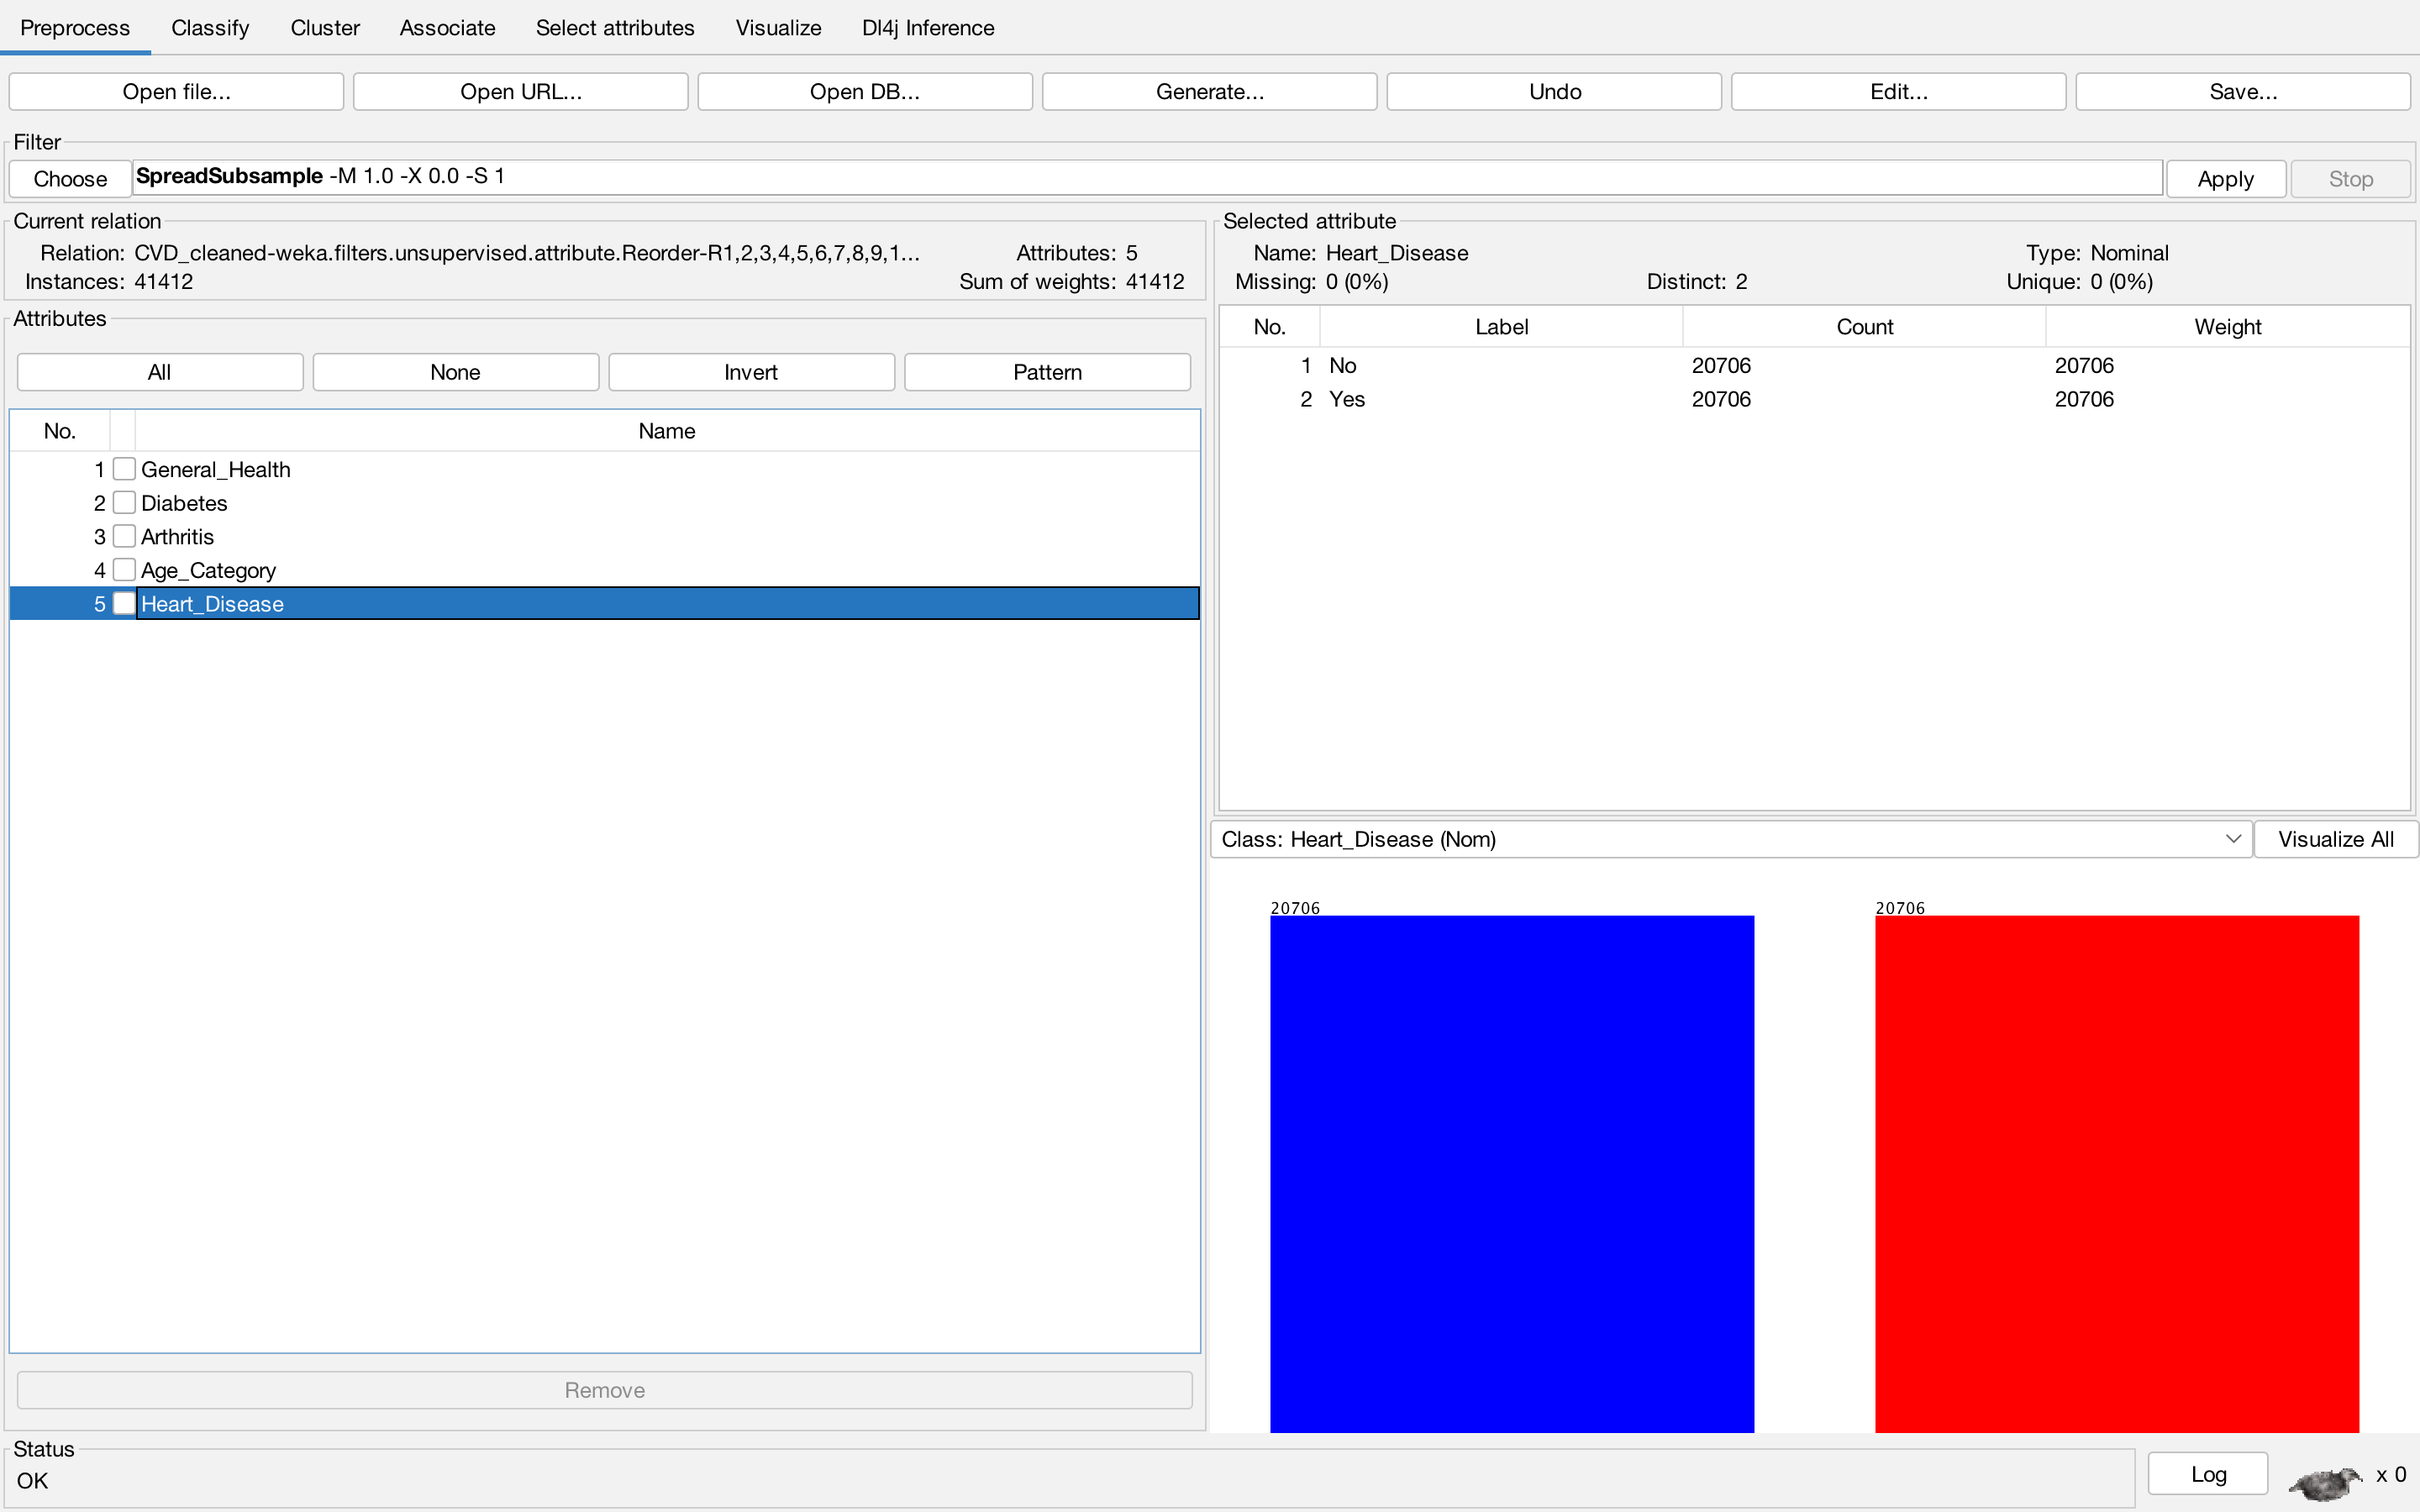 Preprocess Classify Cluster Associate Select attributes Visualize Dl4j Inference
Open file... Open URL... Open DB... Generate... Undo Edit... Save...
Filter
Choose SpreadSubsample -M 1.0 -X 0.0 -S 1 Apply Stop
Current relation
Relation: CVD_cleaned-weka.filters.unsupervised.attribute.Reorder-R1,2,3,4,5,6,7,8,9,1... Attributes: 5
Instances: 41412 Sum of weights: 41412
Attributes
All None Invert Pattern
No. Name
1 General_Health
2 Diabetes
3 Arthritis
4 Age_Category
5 Heart_Disease
Remove
Selected attribute
Name: Heart_Disease Type: Nominal
Missing: 0 (0%) Distinct: 2 Unique: 0 (0%)
No. Label Count Weight
1 No 20706 20706
2 Yes 20706 20706
Class: Heart_Disease (Nom) Visualize All
20706 20706
Status
OK
Log x 0